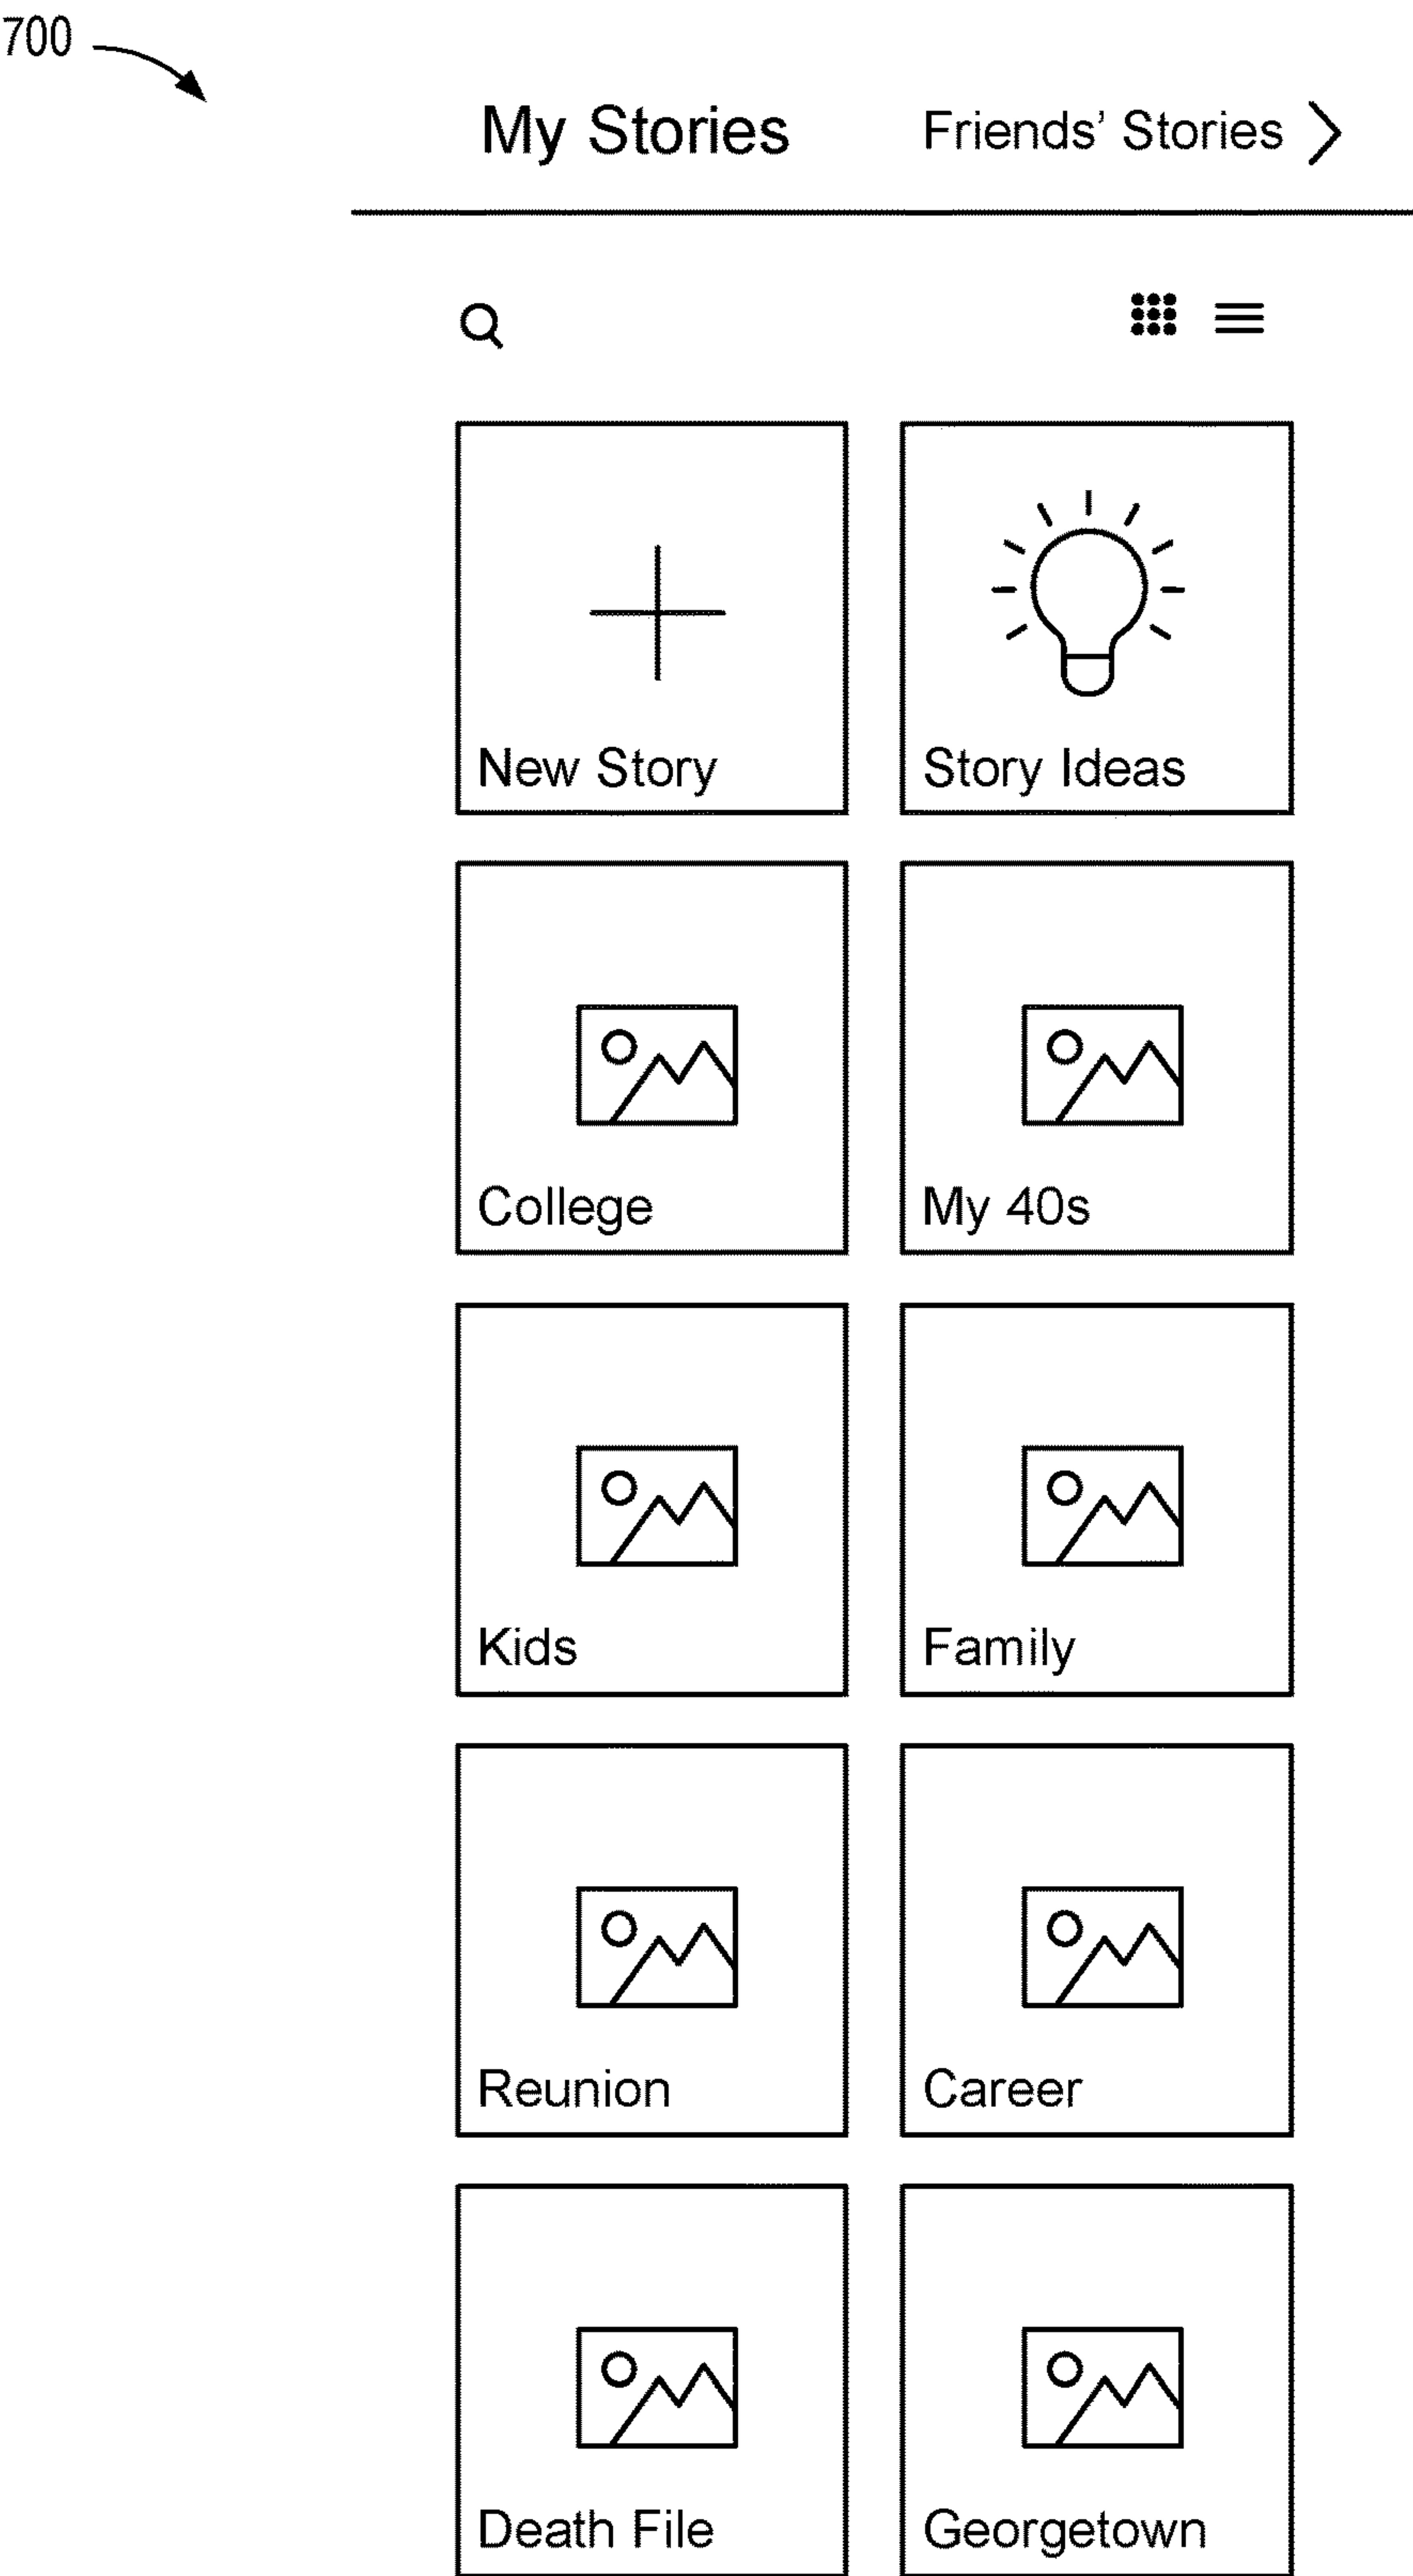 700
My Stories Friends’ Stories
New Story Story Ideas
College My 40s
Kids Family
Reunion Career
Death File Georgetown